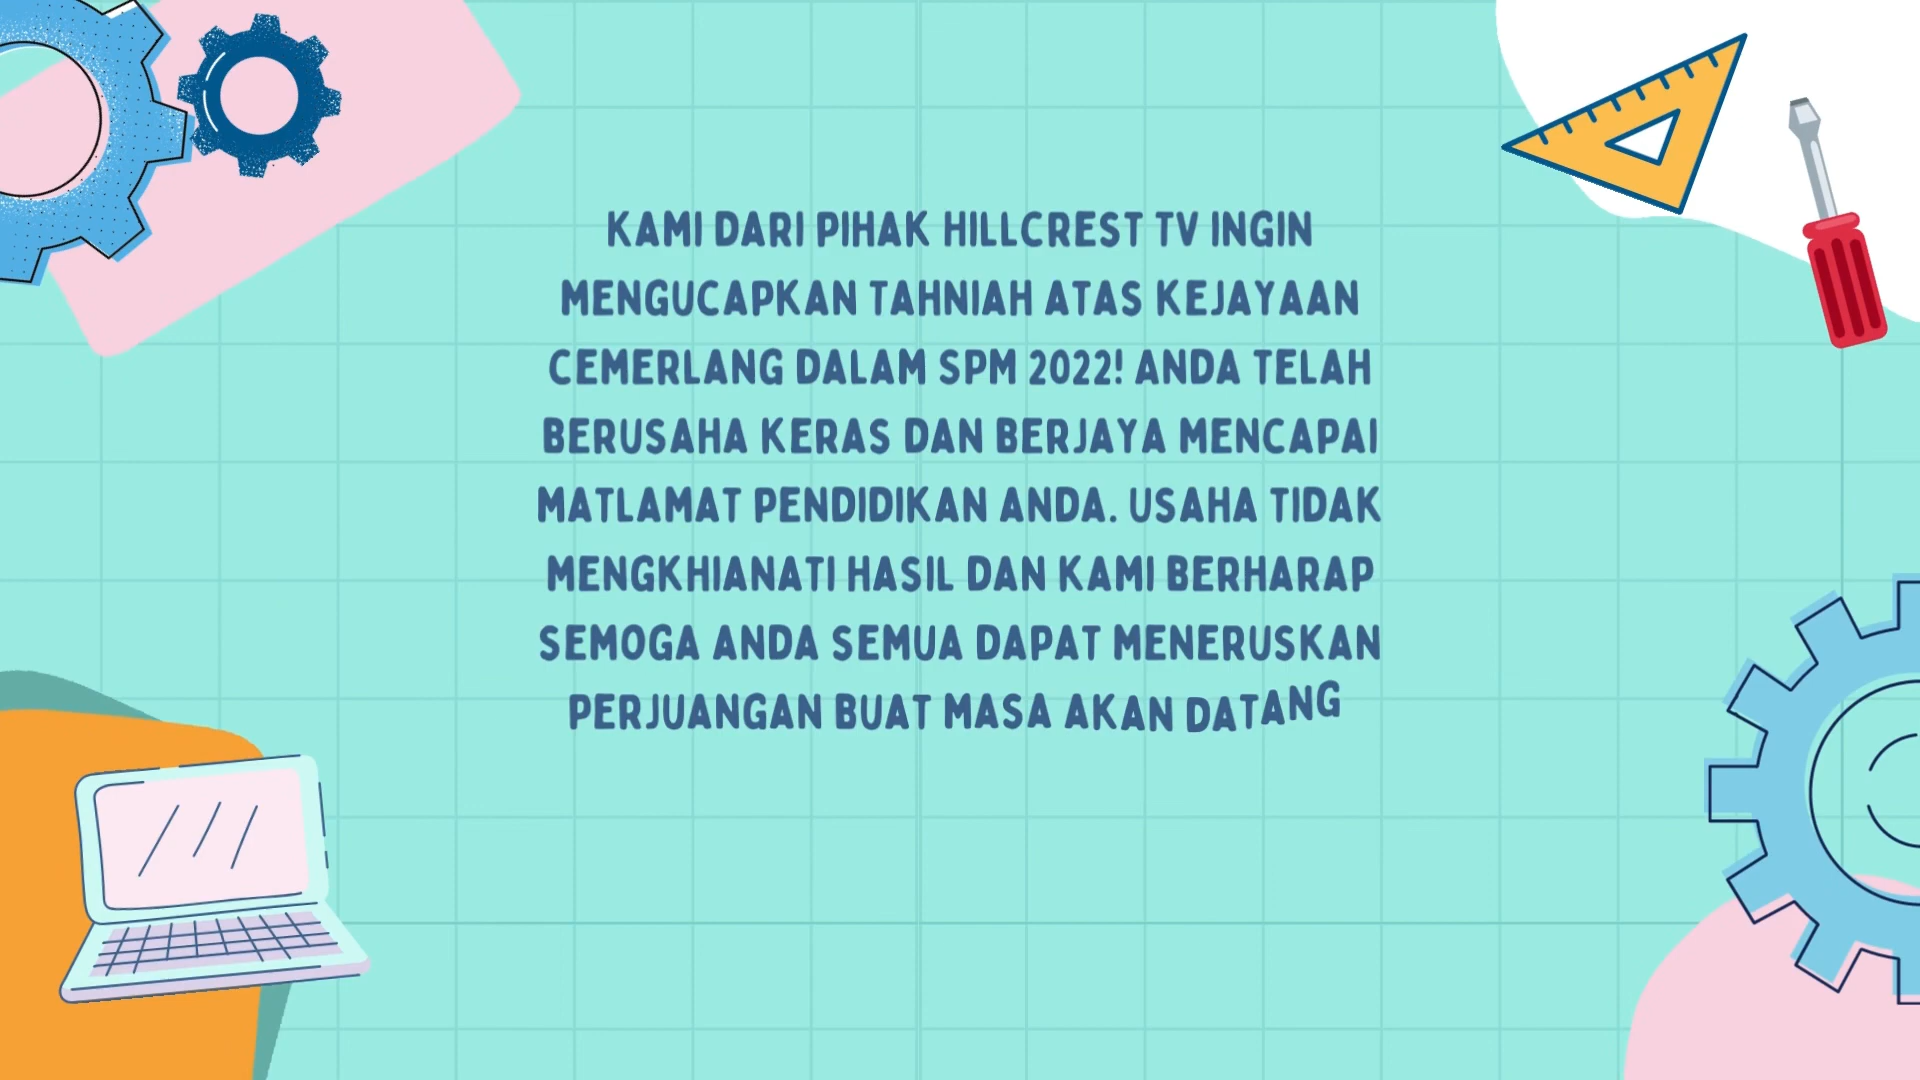 KAMI DARI PIHAK HILLCREST TV INGIN
MENGUCAPKAN TAHNIAH ATAS KEJAYAAN
CEMERLANG DALAM SPM 2022! ANDA TELAH
BERUSAHA KERAS DAN BERJAYA MENCAPAI
MATLAMAT PENDIDIKAN ANDA. USAHA TIDAK
MENGKHIANATI HASIL DAN KAMI BERHARAP
SEMOGA ANDA SEMUA DAPAT MENERUSKAN
PERJUANGAN BUAT MASA AKAN DATANG